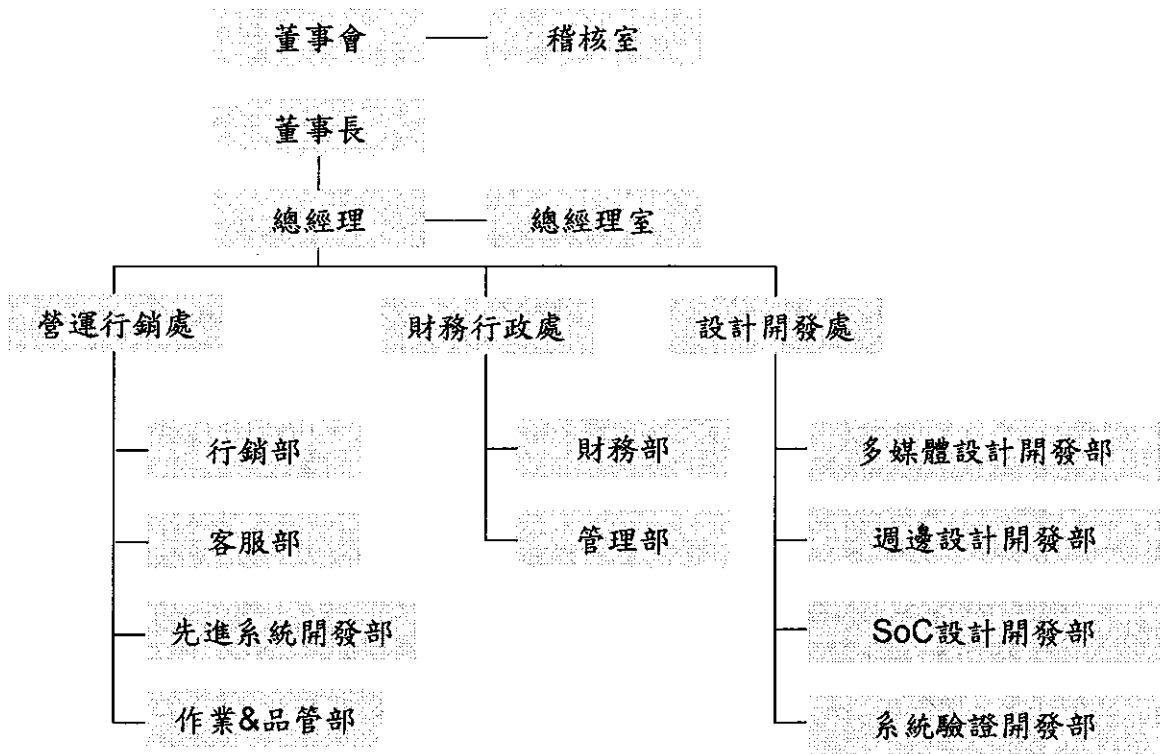 董事會
稽核室
董事長
總經理
總經理室
營運行銷處
財務行政處
設計開發處
行銷部
財務部
多媒體設計開發部
客服部
管理部
週邊設計開發部
先進系統開發部
SoC設計開發部
作業&品管部
系統驗證開發部